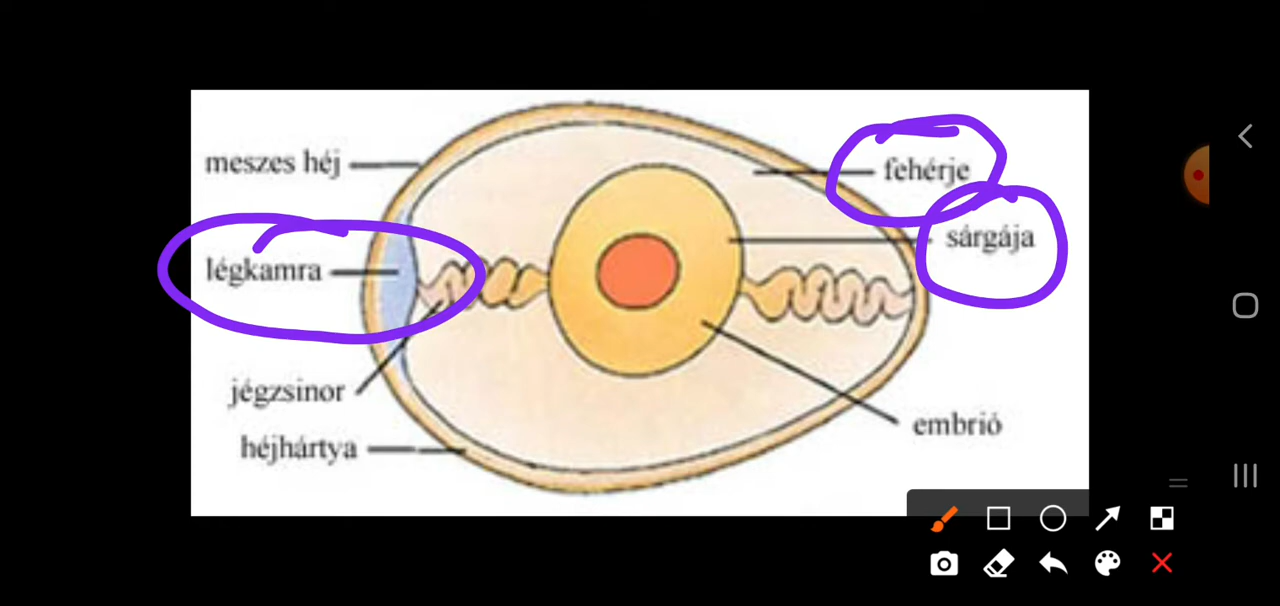 meszes héj
fehérje
sárgája
légkamra
jégzsinor
héjhártya
embrió